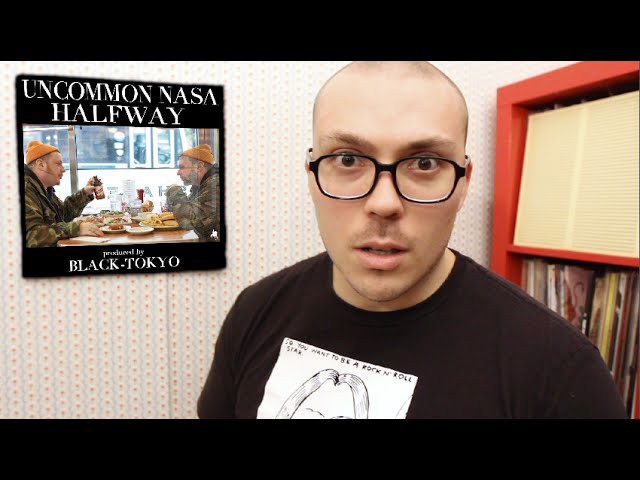 UNCOMMON NASA
HALFWAY
produced by
BLACK-TOKYO
SO YOU WANT TO BE A ROCK N' ROLL
STAR